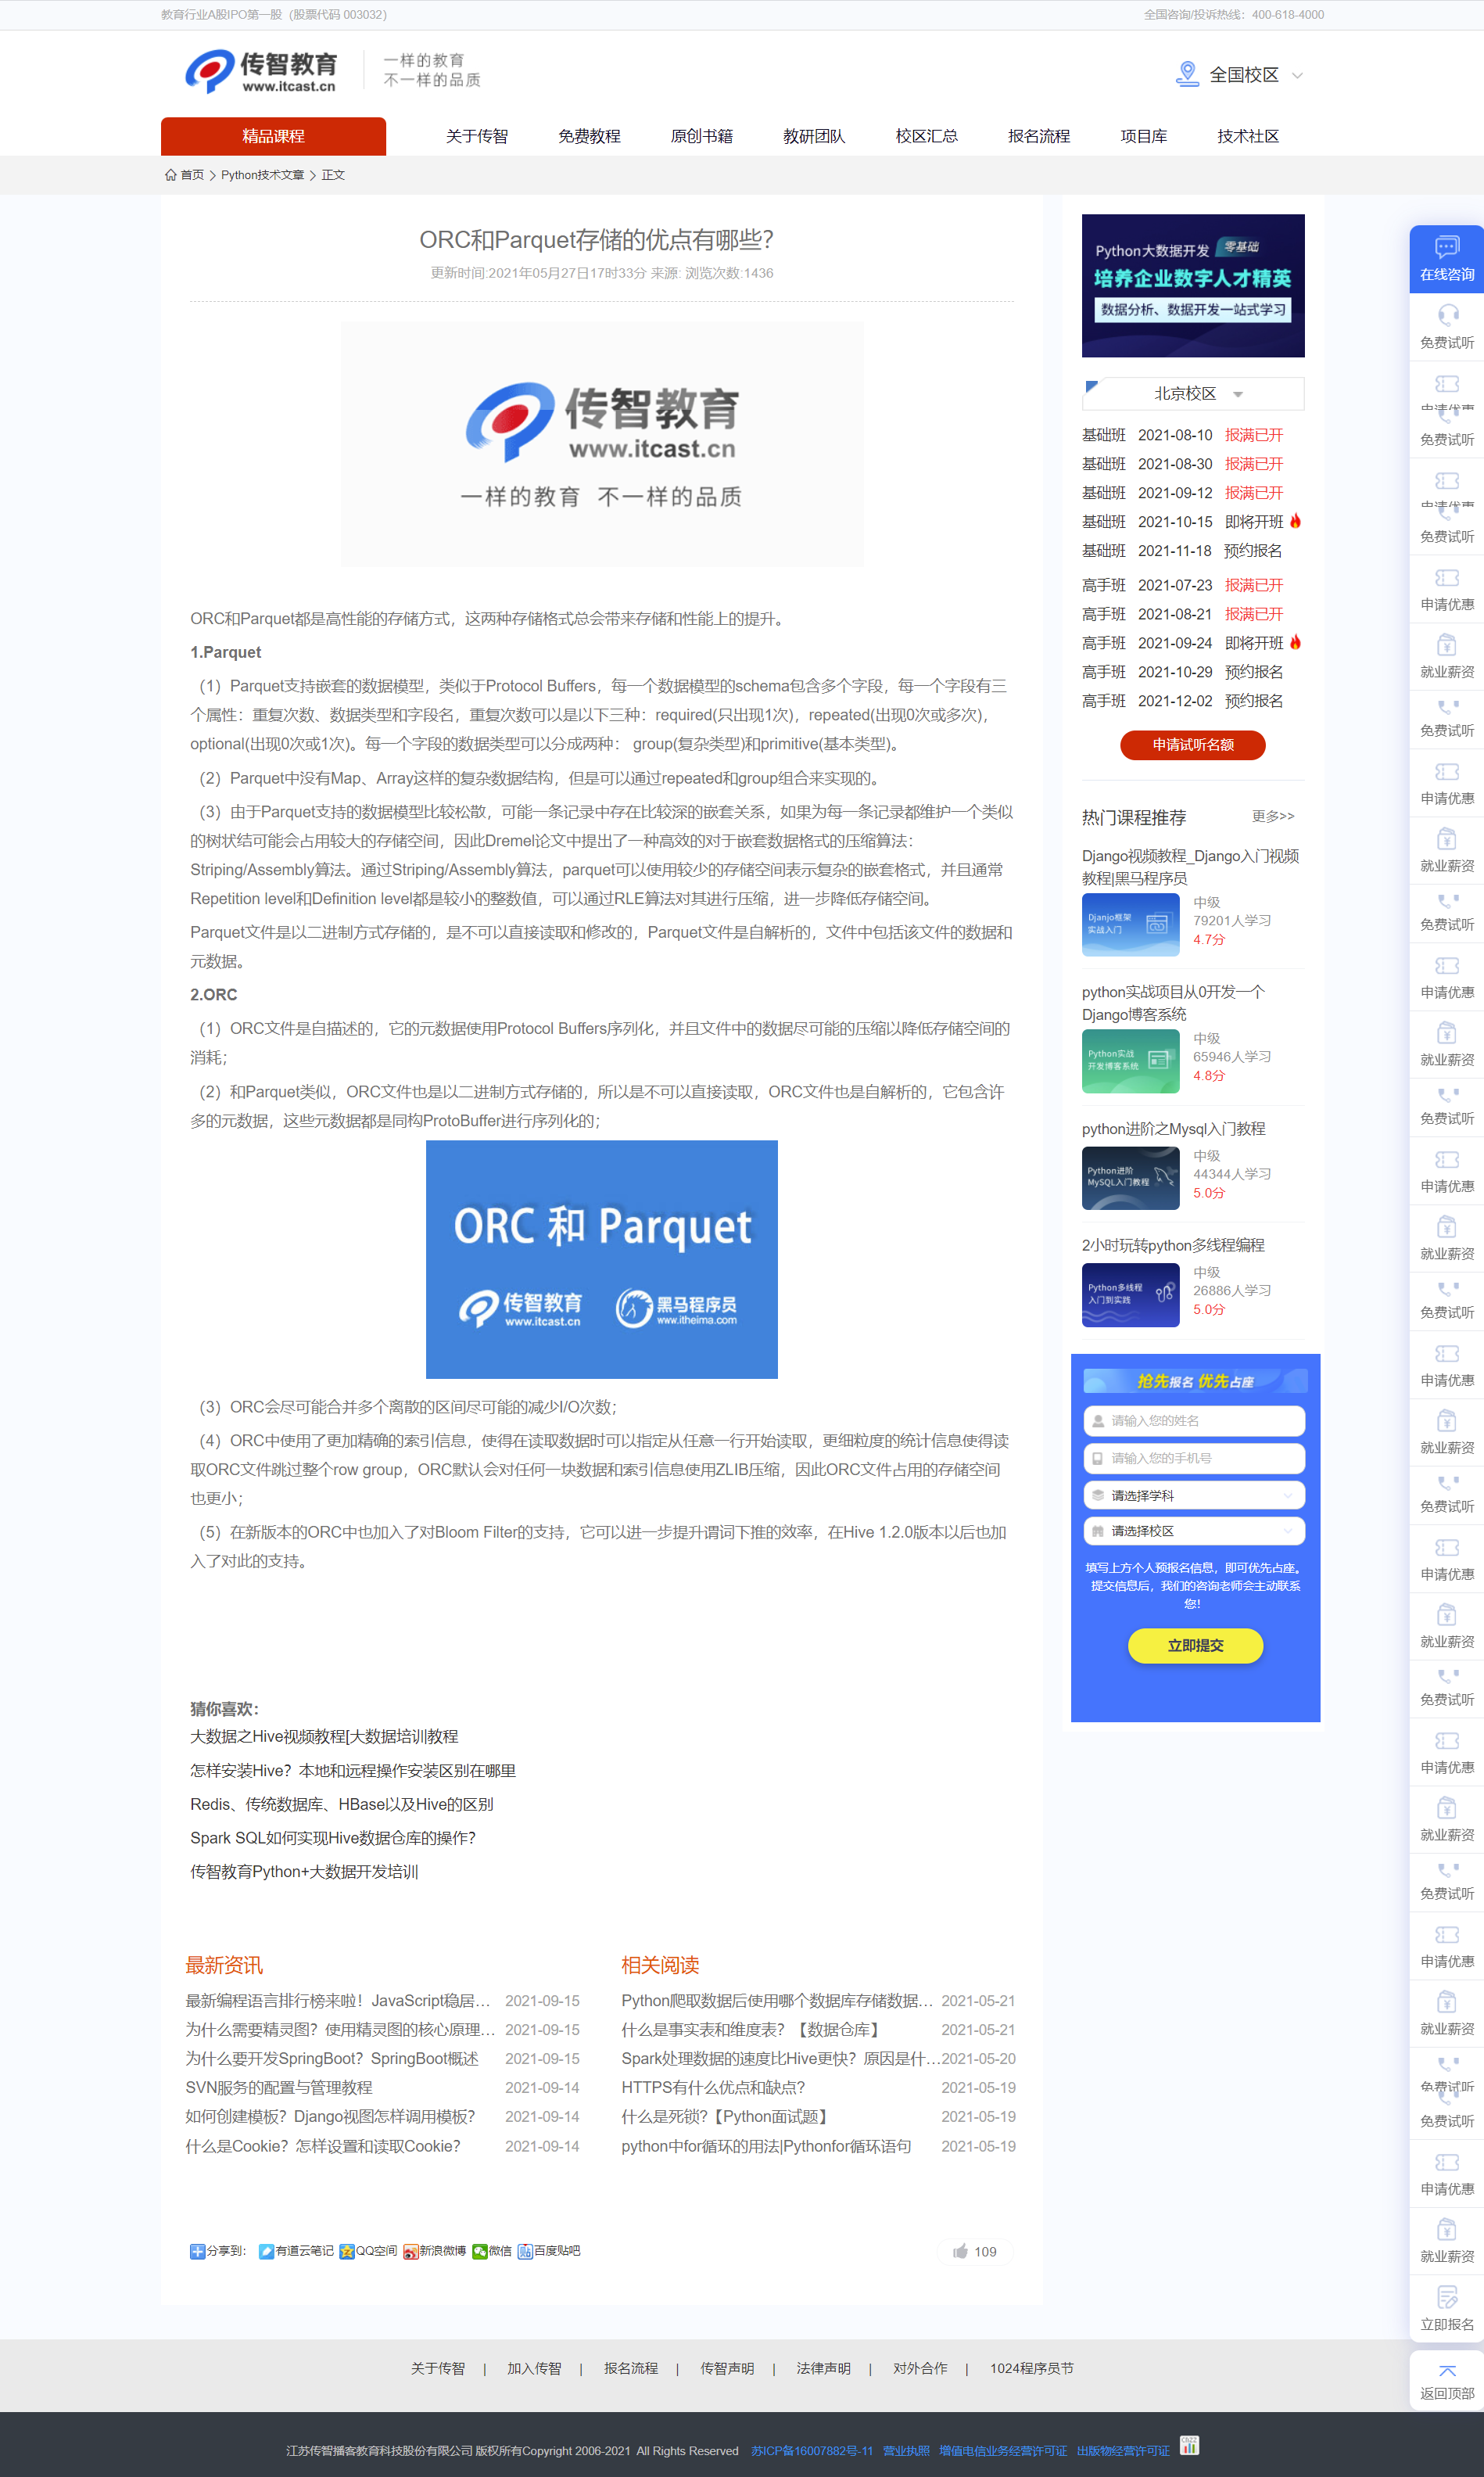 教育行业A股IPO第一股（股票代码 003032）
全国咨询/投诉热线：400-618-4000
传智教育
www.itcast.cn
一样的教育
不一样的品质
全国校区
精品课程 关于传智 免费教程 原创书籍 教研团队 校区汇总 报名流程 项目库 技术社区
首页 > Python技术文章 > 正文
ORC和Parquet存储的优点有哪些？
更新时间:2021年05月27日17时33分 来源: 浏览次数:1436
传智教育
www.itcast.cn
一样的教育 不一样的品质
ORC和Parquet都是高性能的存储方式，这两种存储格式总会带来存储和性能上的提升。
1.Parquet
（1）Parquet支持嵌套的数据模型，类似于Protocol Buffers，每一个数据模型的schema包含多个字段，每一个字段有三
个属性：重复次数、数据类型和字段名，重复次数可以是以下三种：required(只出现1次)，repeated(出现0次或多次)，
optional(出现0次或1次)。每一个字段的数据类型可以分成两种： group(复杂类型)和primitive(基本类型)。
（2）Parquet中没有Map、Array这样的复杂数据结构，但是可以通过repeated和group组合来实现的。
（3）由于Parquet支持的数据模型比较松散，可能一条记录中存在比较深的嵌套关系，如果为每一条记录都维护一个类似
的树状结可能会占用较大的存储空间，因此Dremel论文中提出了一种高效的对于嵌套数据格式的压缩算法：
Striping/Assembly算法。通过Striping/Assembly算法，parquet可以使用较少的存储空间表示复杂的嵌套格式，并且通常
Repetition level和Definition level都是较小的整数值，可以通过RLE算法对其进行压缩，进一步降低存储空间。
Parquet文件是以二进制方式存储的，是不可以直接读取和修改的，Parquet文件是自解析的，文件中包括该文件的数据和
元数据。
2.ORC
（1）ORC文件是自描述的，它的元数据使用Protocol Buffers序列化，并且文件中的数据尽可能的压缩以降低存储空间的
消耗；
（2）和Parquet类似，ORC文件也是以二进制方式存储的，所以是不可以直接读取，ORC文件也是自解析的，它包含许
多的元数据，这些元数据都是同构ProtoBuffer进行序列化的；
ORC 和 Parquet
传智教育
www.itcast.cn
黑马程序员
www.itheima.com
（3）ORC会尽可能合并多个离散的区间尽可能的减少I/O次数；
（4）ORC中使用了更加精确的索引信息，使得在读取数据时可以指定从任意一行开始读取，更细粒度的统计信息使得读
取ORC文件跳过整个row group，ORC默认会对任何一块数据和索引信息使用ZLIB压缩，因此ORC文件占用的存储空间
也更小；
（5）在新版本的ORC中也加入了对Bloom Filter的支持，它可以进一步提升谓词下推的效率，在Hive 1.2.0版本以后也加
入了对此的支持。
猜你喜欢：
大数据之Hive视频教程[大数据培训教程
怎样安装Hive？本地和远程操作安装区别在哪里
Redis、传统数据库、HBase以及Hive的区别
Spark SQL如何实现Hive数据仓库的操作？
传智教育Python+大数据开发培训
最新资讯
最新编程语言排行榜来啦！JavaScript稳居… 2021-09-15
为什么需要精灵图？使用精灵图的核心原理… 2021-09-15
为什么要开发SpringBoot？SpringBoot概述 2021-09-15
SVN服务的配置与管理教程 2021-09-14
如何创建模板？Django视图怎样调用模板？ 2021-09-14
什么是Cookie？怎样设置和读取Cookie？ 2021-09-14
相关阅读
Python爬取数据后使用哪个数据库存储数据… 2021-05-21
什么是事实表和维度表？【数据仓库】 2021-05-21
Spark处理数据的速度比Hive更快？原因是什…2021-05-20
HTTPS有什么优点和缺点？ 2021-05-19
什么是死锁?【Python面试题】 2021-05-19
python中for循环的用法|Pythonfor循环语句 2021-05-19
分享到： 有道云笔记 QQ空间 新浪微博 微信 百度贴吧
109
Python大数据开发 零基础
培养企业数字人才精英
数据分析、数据开发一站式学习
北京校区
基础班 2021-08-10 报满已开
基础班 2021-08-30 报满已开
基础班 2021-09-12 报满已开
基础班 2021-10-15 即将开班
基础班 2021-11-18 预约报名
高手班 2021-07-23 报满已开
高手班 2021-08-21 报满已开
高手班 2021-09-24 即将开班
高手班 2021-10-29 预约报名
高手班 2021-12-02 预约报名
申请试听名额
热门课程推荐 更多>>
Django视频教程_Django入门视频
教程|黑马程序员
Djanjo框架
实战入门
中级
79201人学习
4.7分
python实战项目从0开发一个
Django博客系统
Python实战
开发博客系统
中级
65946人学习
4.8分
python进阶之Mysql入门教程
Python进阶
MySQL入门教程
中级
44344人学习
5.0分
2小时玩转python多线程编程
Python多线程
入门到实践
中级
26886人学习
5.0分
抢先报名 优先占座
请输入您的姓名
请输入您的手机号
请选择学科
请选择校区
填写上方个人预报名信息，即可优先占座。
提交信息后，我们的咨询老师会主动联系
您！
立即提交
在线咨询
免费试听
申请优惠
免费试听
申请优惠
免费试听
申请优惠
就业薪资
免费试听
申请优惠
就业薪资
免费试听
申请优惠
就业薪资
免费试听
申请优惠
就业薪资
免费试听
申请优惠
就业薪资
免费试听
申请优惠
就业薪资
免费试听
申请优惠
就业薪资
免费试听
申请优惠
就业薪资
免费试听
免费试听
申请优惠
就业薪资
立即报名
返回顶部
关于传智 | 加入传智 | 报名流程 | 传智声明 | 法律声明 | 对外合作 | 1024程序员节
江苏传智播客教育科技股份有限公司 版权所有Copyright 2006-2021 All Rights Reserved 苏ICP备16007882号-11 营业执照 增值电信业务经营许可证 出版物经营许可证